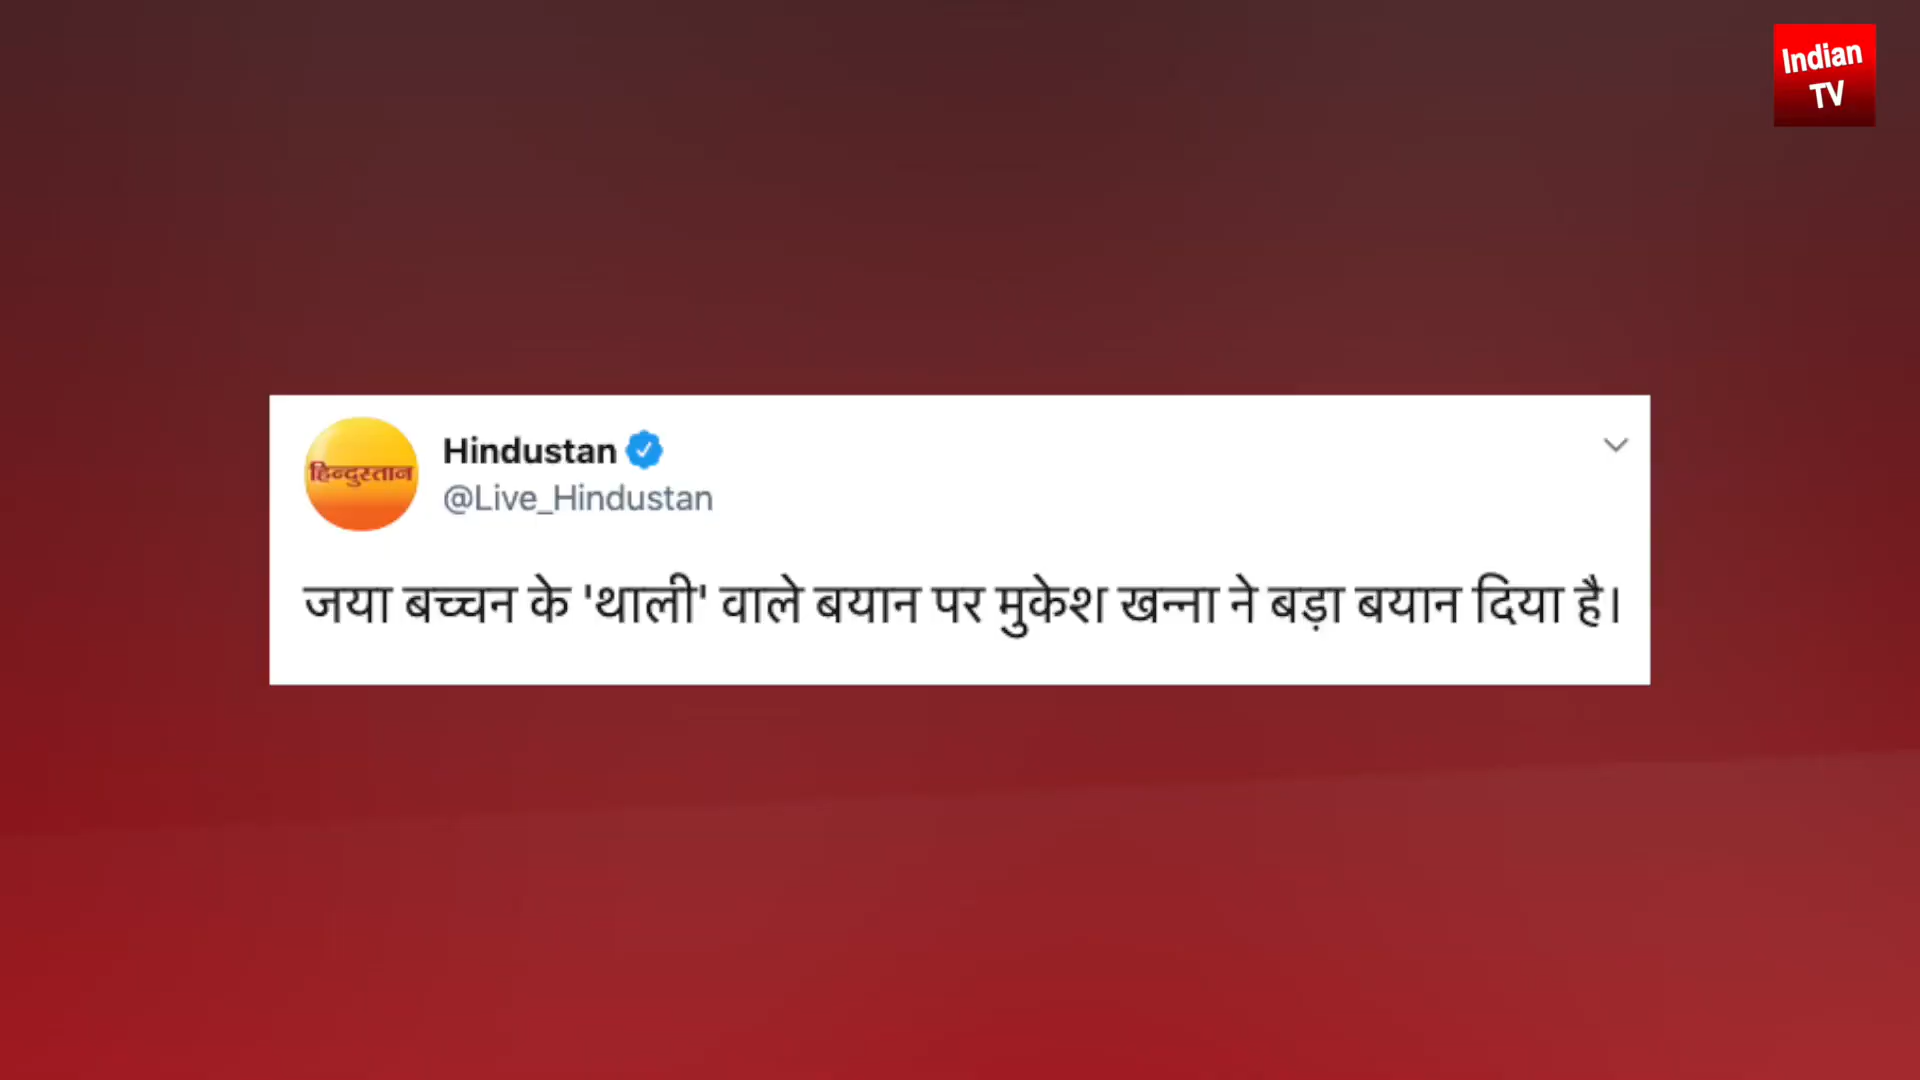 Indian
TV
Hindustan
हिन्दुस्तान
@Live_Hindustan
जया बच्चन के 'थाली' वाले बयान पर मुकेश खन्ना ने बड़ा बयान दिया है।